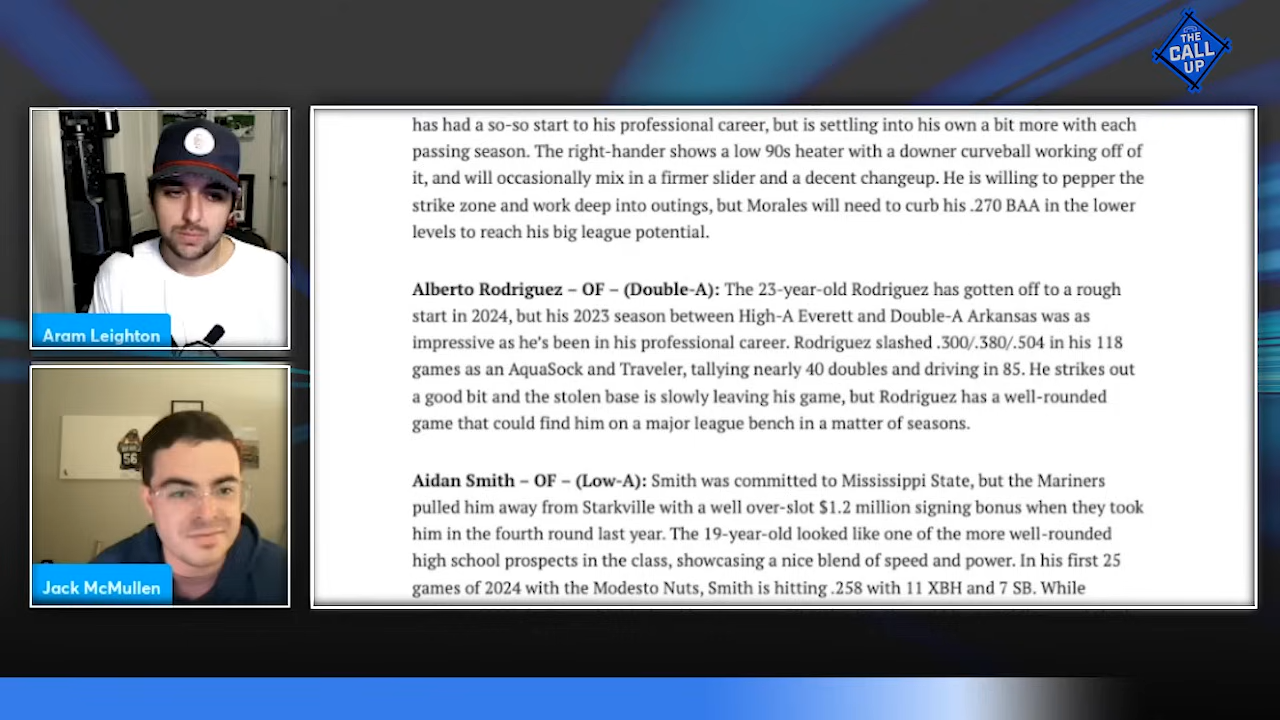 THE
CALL
UP
Aram Leighton
Jack McMullen
56
has had a so-so start to his professional career, but is settling into his own a bit more with each
passing season. The right-hander shows a low 90s heater with a downer curveball working off of
it, and will occasionally mix in a firmer slider and a decent changeup. He is willing to pepper the
strike zone and work deep into outings, but Morales will need to curb his .270 BAA in the lower
levels to reach his big league potential.
Alberto Rodriguez – OF – (Double-A): The 23-year-old Rodriguez has gotten off to a rough
start in 2024, but his 2023 season between High-A Everett and Double-A Arkansas was as
impressive as he's been in his professional career. Rodriguez slashed .300/.380/.504 in his 118
games as an AquaSock and Traveler, tallying nearly 40 doubles and driving in 85. He strikes out
a good bit and the stolen base is slowly leaving his game, but Rodriguez has a well-rounded
game that could find him on a major league bench in a matter of seasons.
Aidan Smith – OF – (Low-A): Smith was committed to Mississippi State, but the Mariners
pulled him away from Starkville with a well over-slot $1.2 million signing bonus when they took
him in the fourth round last year. The 19-year-old looked like one of the more well-rounded
high school prospects in the class, showcasing a nice blend of speed and power. In his first 25
games of 2024 with the Modesto Nuts, Smith is hitting .258 with 11 XBH and 7 SB. While